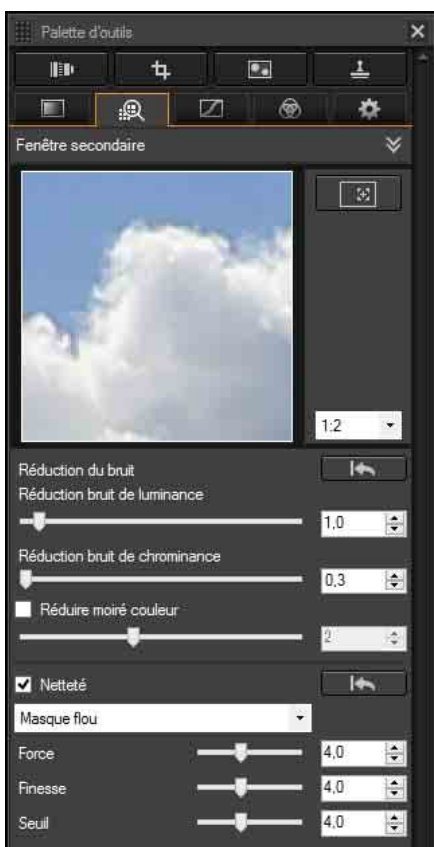 Palette d'outils
Fenêtre secondaire
1:2
Réduction du bruit
Réduction bruit de luminance
1,0
Réduction bruit de chrominance
0,3
Réduire moiré couleur
2
Netteté
Masque flou
Force 4,0
Finesse 4,0
Seuil 4,0